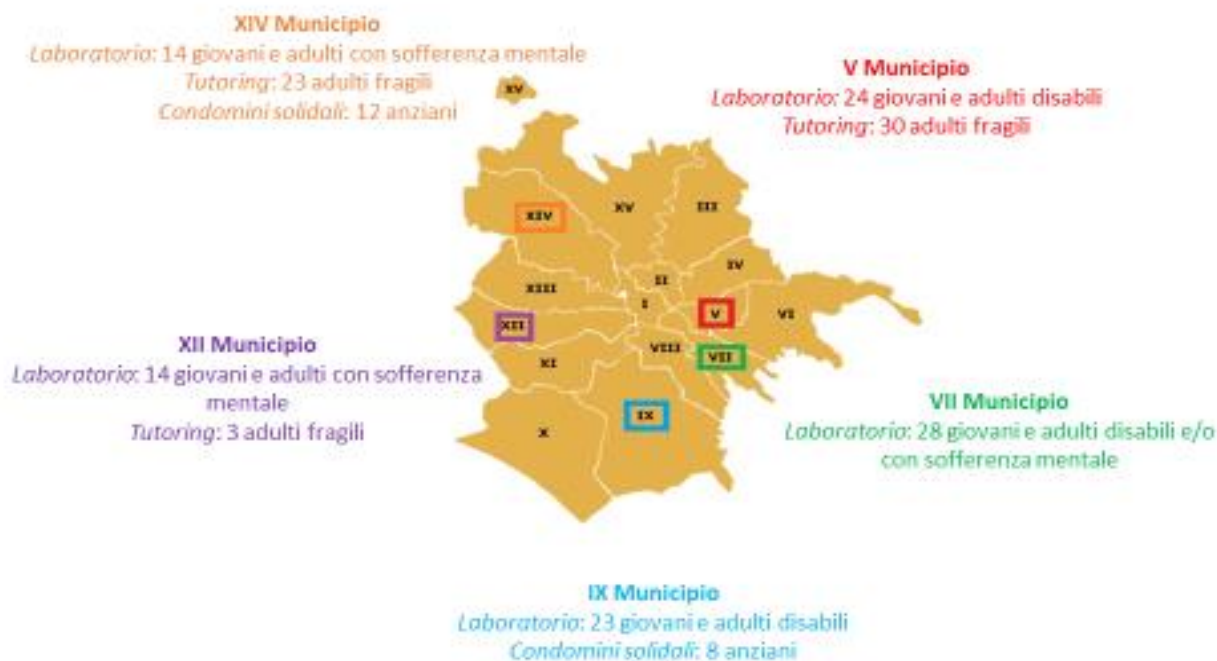 XIV Municipio
Laboratorio: 14 giovani e adulti con sofferenza mentale
Tutoring: 23 adulti fragili
Condomini solidali: 12 anziani
V Municipio
Laboratorio: 24 giovani e adulti disabili
Tutoring: 30 adulti fragili
XV
XIV
XV
III
IV
II
I
XIII
V
VI
XII
VIII
VII
XI
IX
X
XII Municipio
Laboratorio: 14 giovani e adulti con sofferenza
mentale
Tutoring: 3 adulti fragili
VII Municipio
Laboratorio: 28 giovani e adulti disabili e/o
con sofferenza mentale
IX Municipio
Laboratorio: 23 giovani e adulti disabili
Condomini solidali: 8 anziani